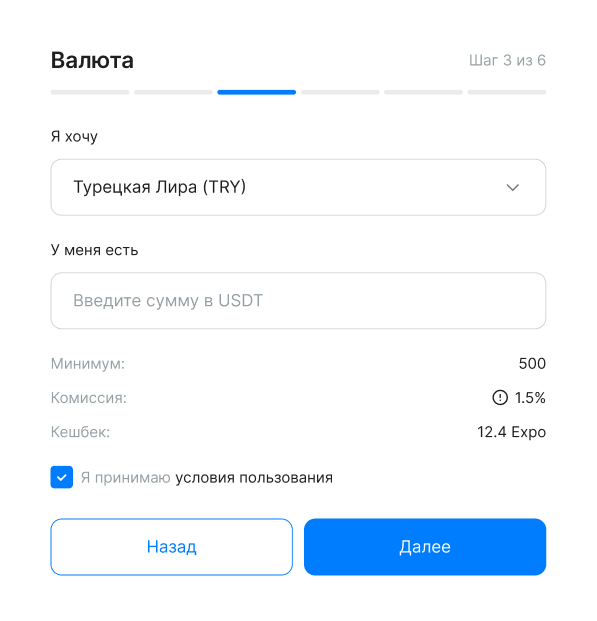 Валюта
Шаг 3 из 6
Я хочу
Турецкая Лира (TRY)
У меня есть
Введите сумму в USDT
Минимум: 500
Комиссия: 1.5%
Кешбек: 12.4 Expo
Я принимаю условия пользования
Назад
Далее